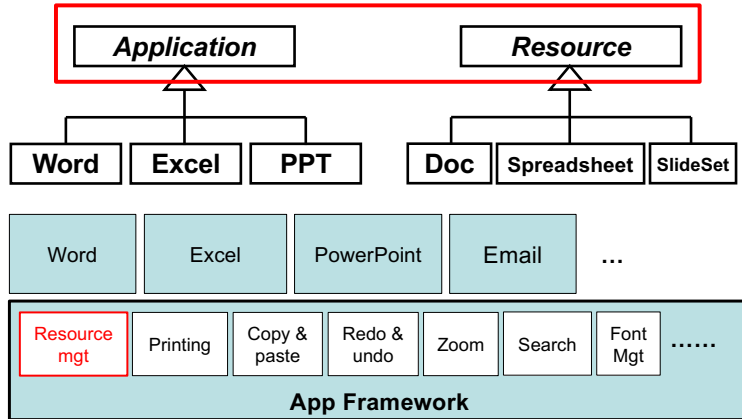 Application
Resource
Word
Excel
PPT
Doc
Spreadsheet
SlideSet
Word
Excel
PowerPoint
Email
...
Resource
mgt
Printing
Copy &
paste
Redo &
undo
Zoom
Search
Font
Mgt
......
App Framework